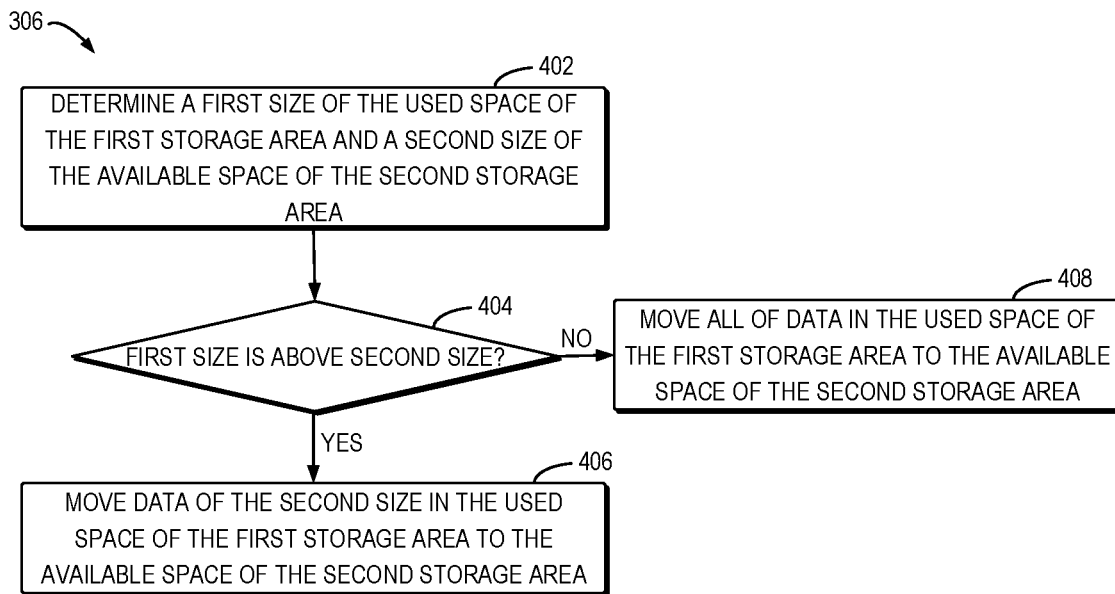 306
402
DETERMINE A FIRST SIZE OF THE USED SPACE OF
THE FIRST STORAGE AREA AND A SECOND SIZE OF
THE AVAILABLE SPACE OF THE SECOND STORAGE
AREA
404
FIRST SIZE IS ABOVE SECOND SIZE?
NO
408
MOVE ALL OF DATA IN THE USED SPACE OF
THE FIRST STORAGE AREA TO THE AVAILABLE
SPACE OF THE SECOND STORAGE AREA
YES
406
MOVE DATA OF THE SECOND SIZE IN THE USED
SPACE OF THE FIRST STORAGE AREA TO THE
AVAILABLE SPACE OF THE SECOND STORAGE AREA